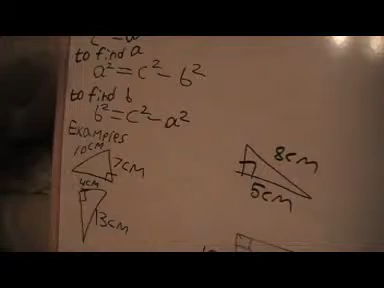 to find a
a² = c² - b²
to find b
b² = c² - a²
Examples
10cm
7cm
4cm
13cm
8cm
5cm